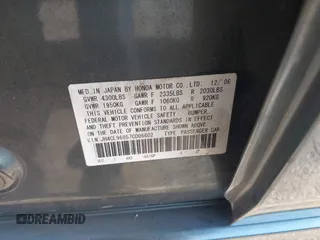 MFD. IN JAPAN BY HONDA MOTOR CO.,LTD. 12/06
GVWR 4300LBS GAWR F 2335LBS R 2030LBS
GVWR 1950KG GAWR F 1060KG R 920KG
THIS VEHICLE CONFORMS TO ALL APPLICABLE
FEDERAL MOTOR VEHICLE SAFETY, BUMPER,
AND THEFT PREVENTION STANDARDS IN EFFECT
ON THE DATE OF MANUFACTURE SHOWN ABOVE.
V.I.N. TYPE PASSENGER CAR
DREAMBID